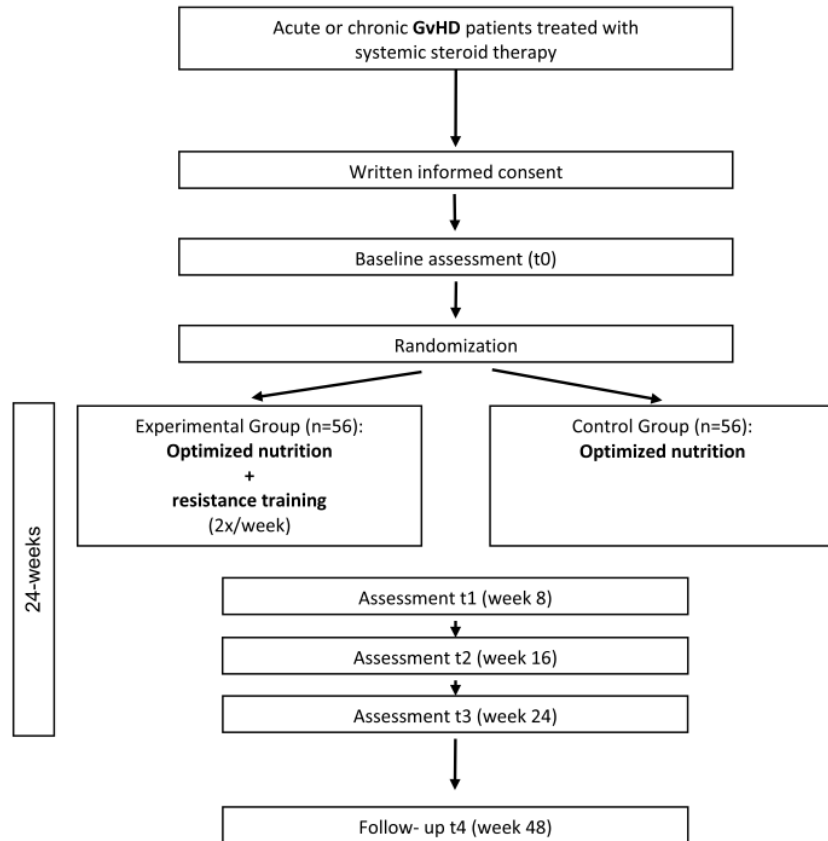 Acute or chronic GvHD patients treated with
systemic steroid therapy
Written informed consent
Baseline assessment (t0)
Randomization
24-weeks
Experimental Group (n=56):
Optimized nutrition
+
resistance training
(2x/week)
Control Group (n=56):
Optimized nutrition
Assessment t1 (week 8)
Assessment t2 (week 16)
Assessment t3 (week 24)
Follow- up t4 (week 48)